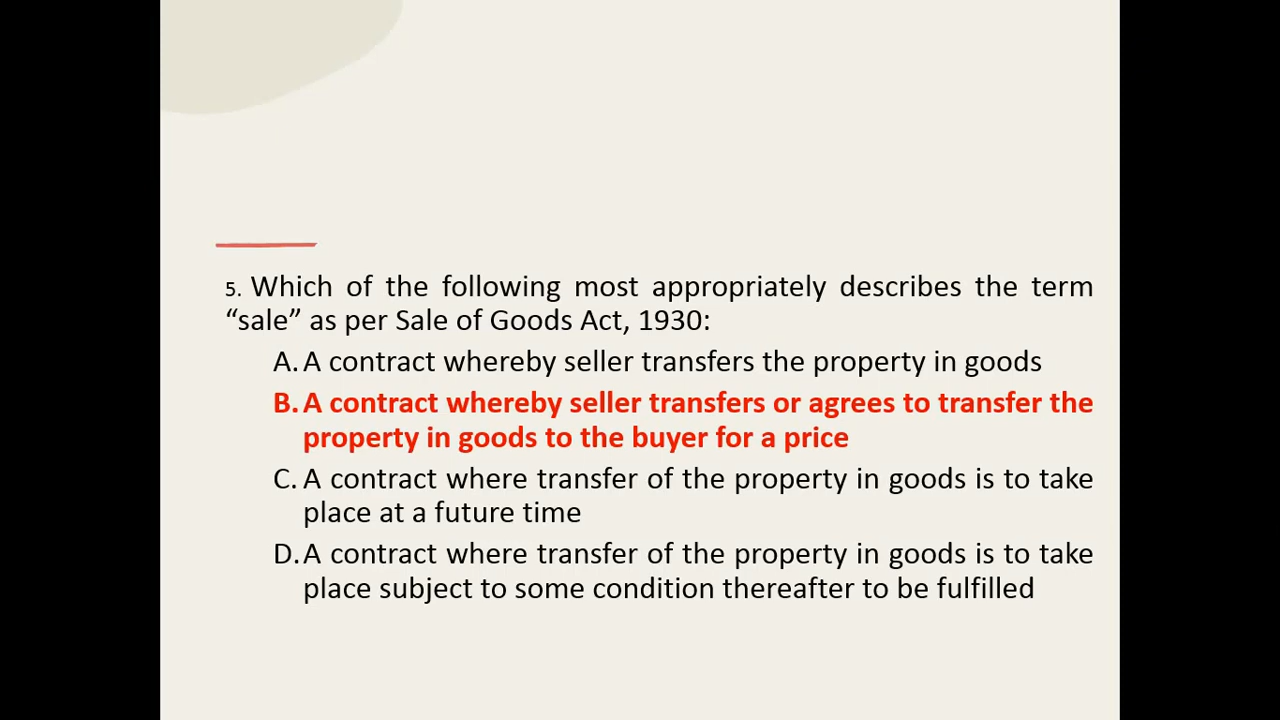 5. Which of the following most appropriately describes the term
“sale” as per Sale of Goods Act, 1930:
A. A contract whereby seller transfers the property in goods
B. A contract whereby seller transfers or agrees to transfer the
property in goods to the buyer for a price
C. A contract where transfer of the property in goods is to take
place at a future time
D. A contract where transfer of the property in goods is to take
place subject to some condition thereafter to be fulfilled